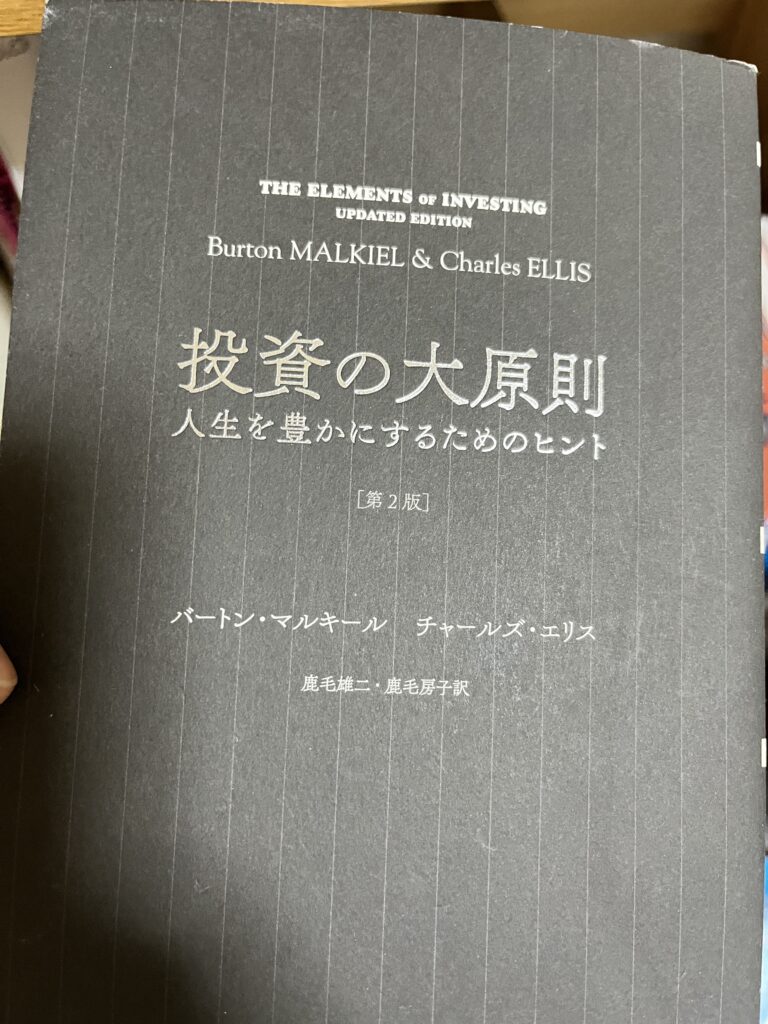 THE ELEMENTS OF INVESTING
UPDATED EDITION
Burton MALKIEL & Charles ELLIS
投資の大原則
人生を豊かにするためのヒント
[第2版]
バートン・マルキール チャールズ・エリス
鹿毛雄二・鹿毛房子訳